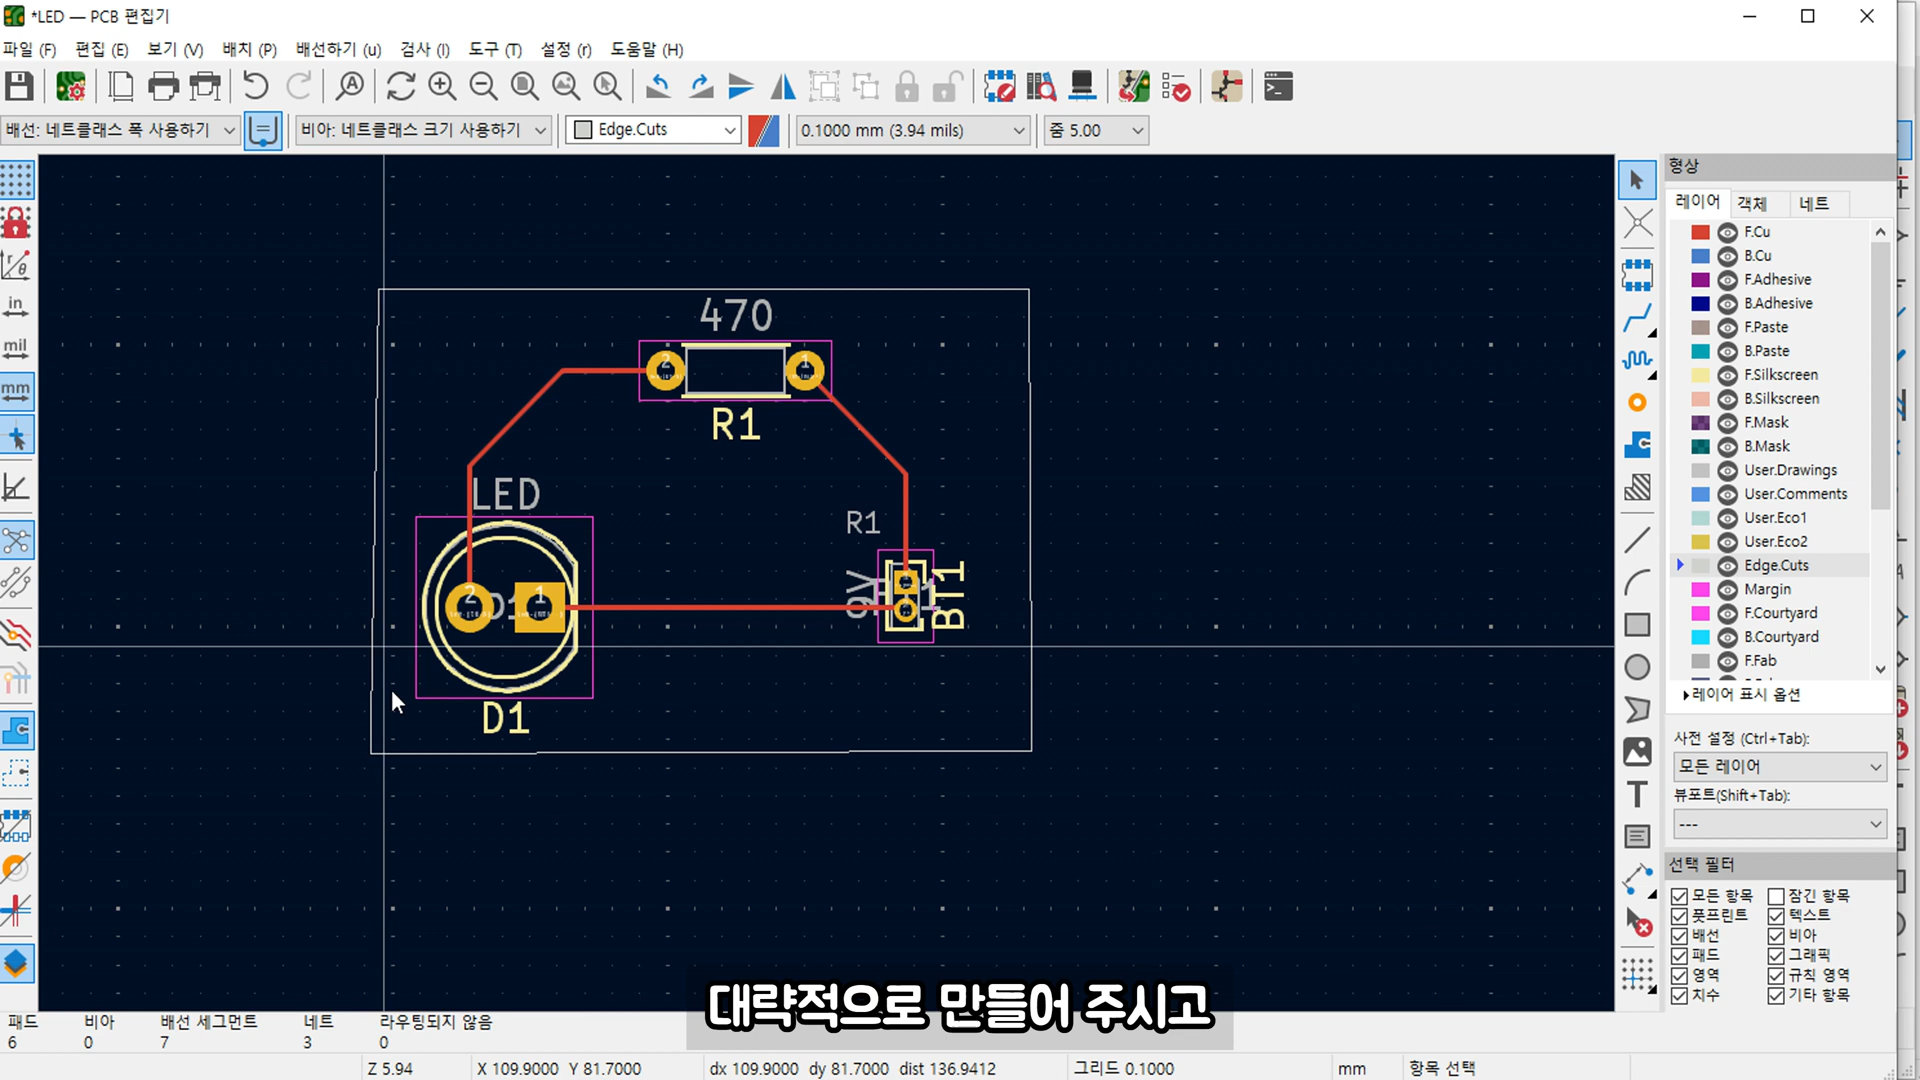 *LED — PCB 편집기
파일 (F) 편집 (E) 보기 (V) 배치 (P) 배선하기 (u) 검사 (I) 도구 (T) 설정 (r) 도움말 (H)
배선: 네트클래스 폭 사용하기 비아: 네트클래스 크기 사용하기 Edge.Cuts 0.1000 mm (3.94 mils) 줌 5.00
in
mil
mm
470
2 1
R1
LED
R1
9V
BT1
2 D1 1
D1
형상
레이어 객체 네트
F.Cu
B.Cu
F.Adhesive
B.Adhesive
F.Paste
B.Paste
F.Silkscreen
B.Silkscreen
F.Mask
B.Mask
User.Drawings
User.Comments
User.Eco1
User.Eco2
Edge.Cuts
Margin
F.Courtyard
B.Courtyard
F.Fab
레이어 표시 옵션
사전 설정 (Ctrl+Tab):
모든 레이어
뷰포트(Shift+Tab):
---
선택 필터
모든 항목 잠긴 항목
풋프린트 텍스트
배선 비아
패드 그래픽
영역 규칙 영역
치수 기타 항목
대략적으로 만들어 주시고
패드 비아 배선 세그먼트 네트 라우팅되지 않음
6 0 7 3 0
Z 5.94 X 109.9000 Y 81.7000 dx 109.9000 dy 81.7000 dist 136.9412 그리드 0.1000 mm 항목 선택